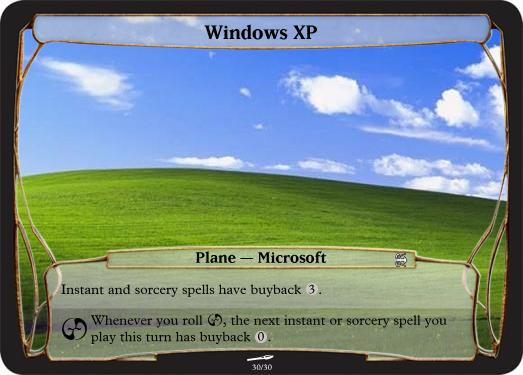 Windows XP
Plane — Microsoft
Instant and sorcery spells have buyback 3.
Whenever you roll , the next instant or sorcery spell you
play this turn has buyback 0.
30/30